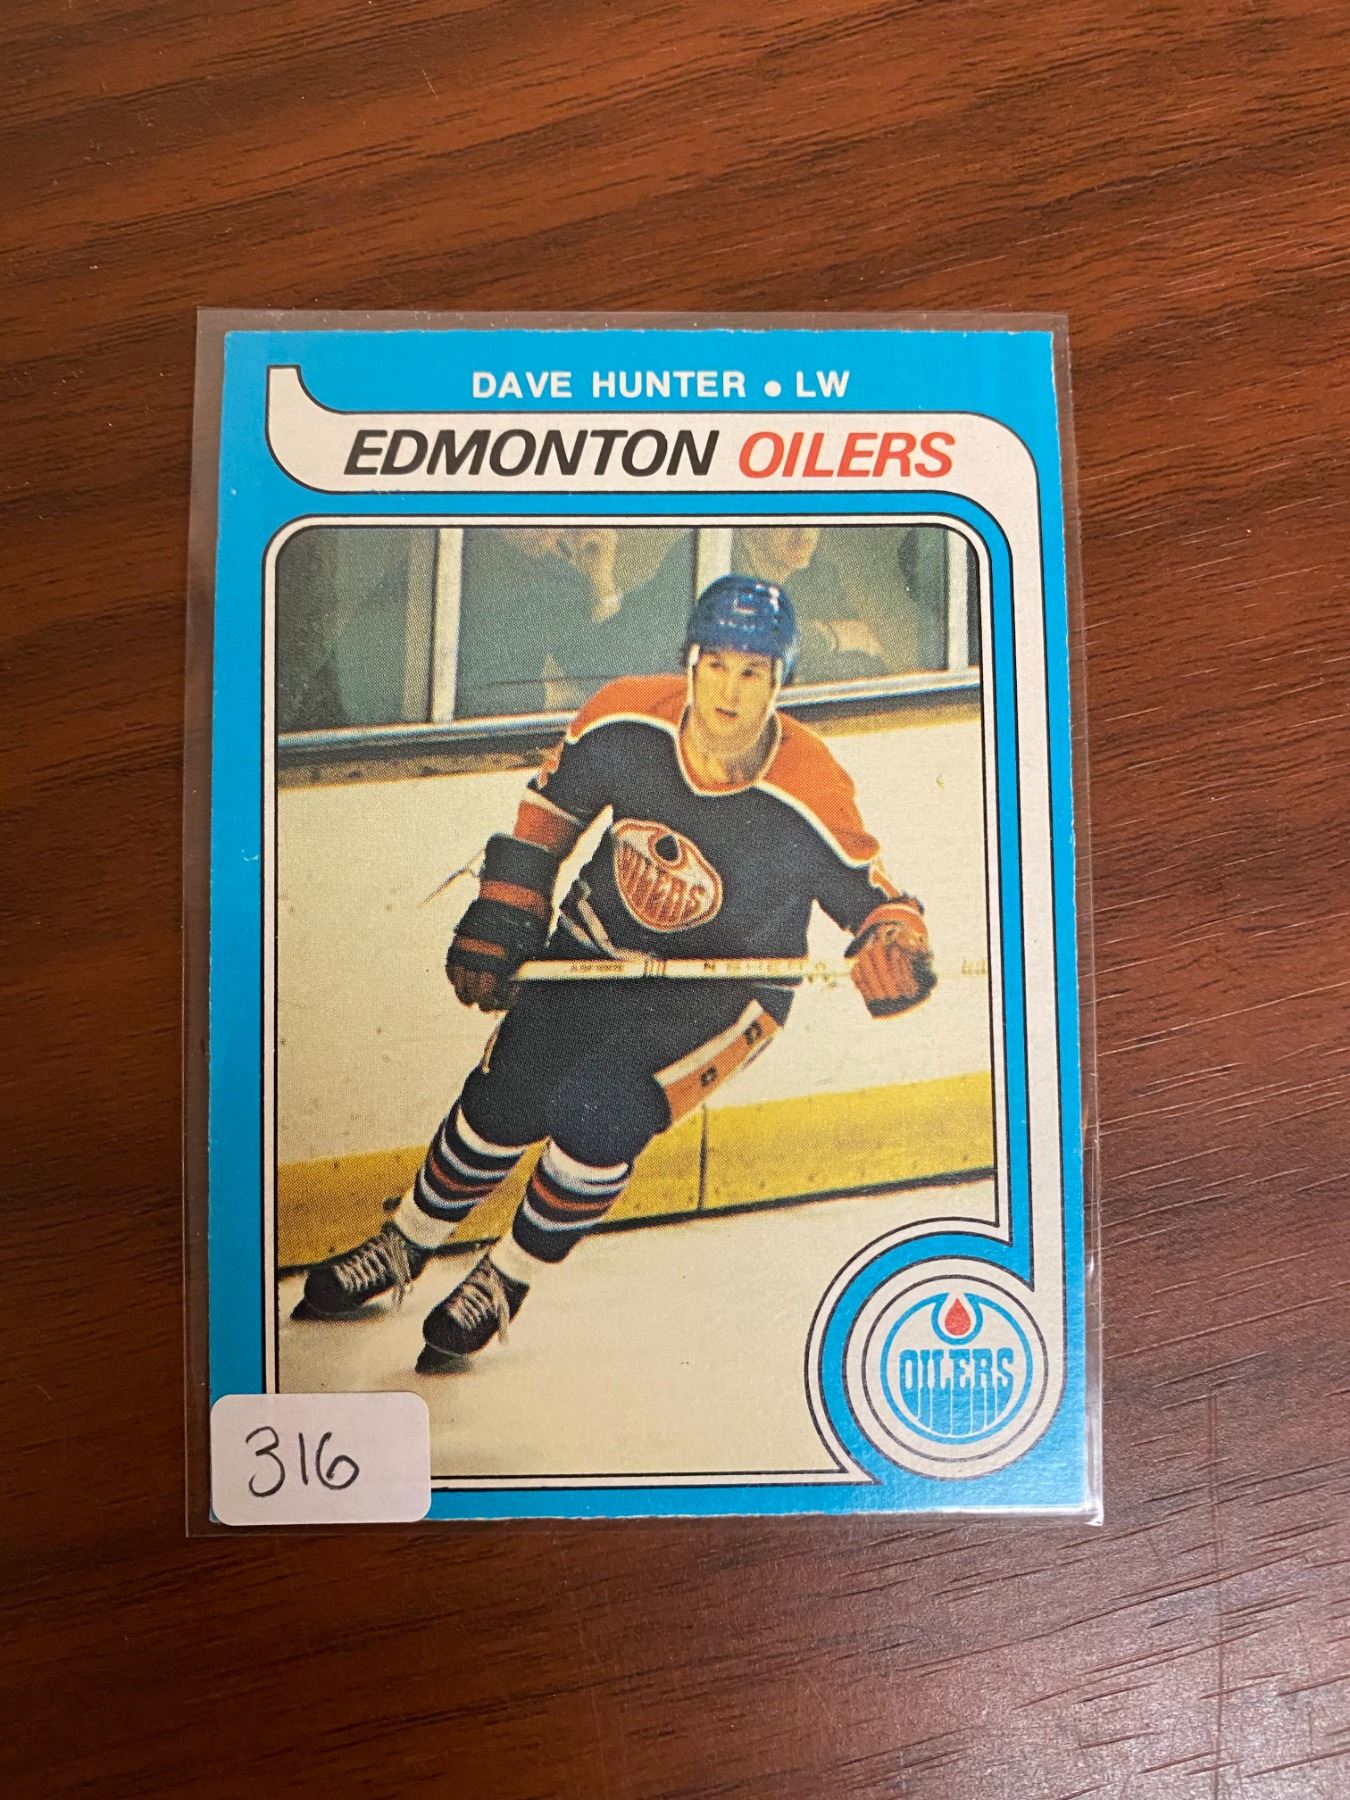 DAVE HUNTER • LW
EDMONTON OILERS
OILERS
OILERS
316